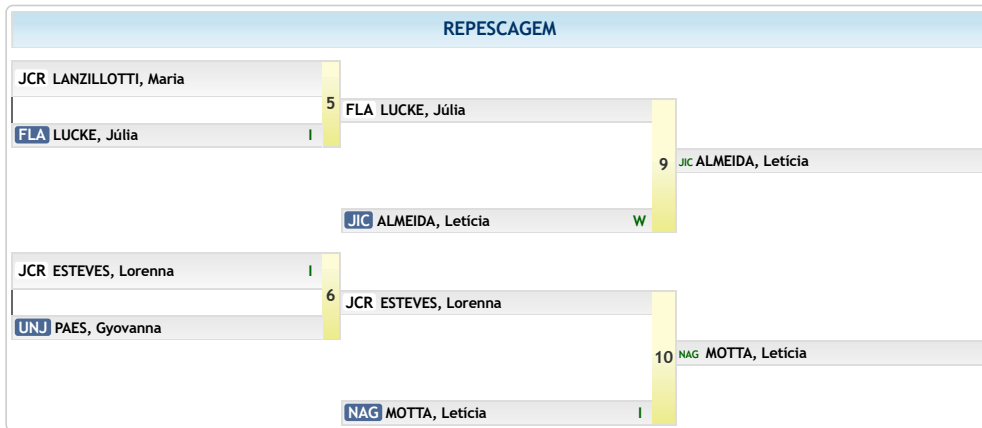 REPESCAGEM
JCR LANZILLOTTI, Maria
5
FLA LUCKE, Júlia I
FLA LUCKE, Júlia
9
JIC ALMEIDA, Letícia
JIC ALMEIDA, Letícia W
JCR ESTEVES, Lorenna I
6
UNJ PAES, Gyovanna
JCR ESTEVES, Lorenna
10
NAG MOTTA, Letícia
NAG MOTTA, Letícia I